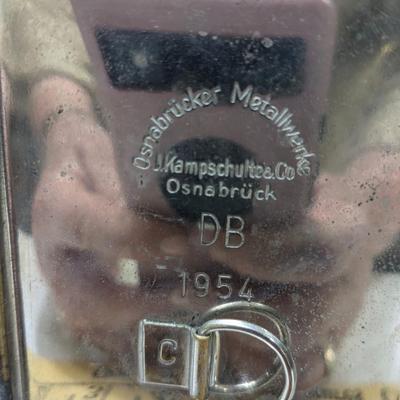 Osnabrücker Metallwerke
J. Kampschulte & Co
Osnabrück
DB
1954
C